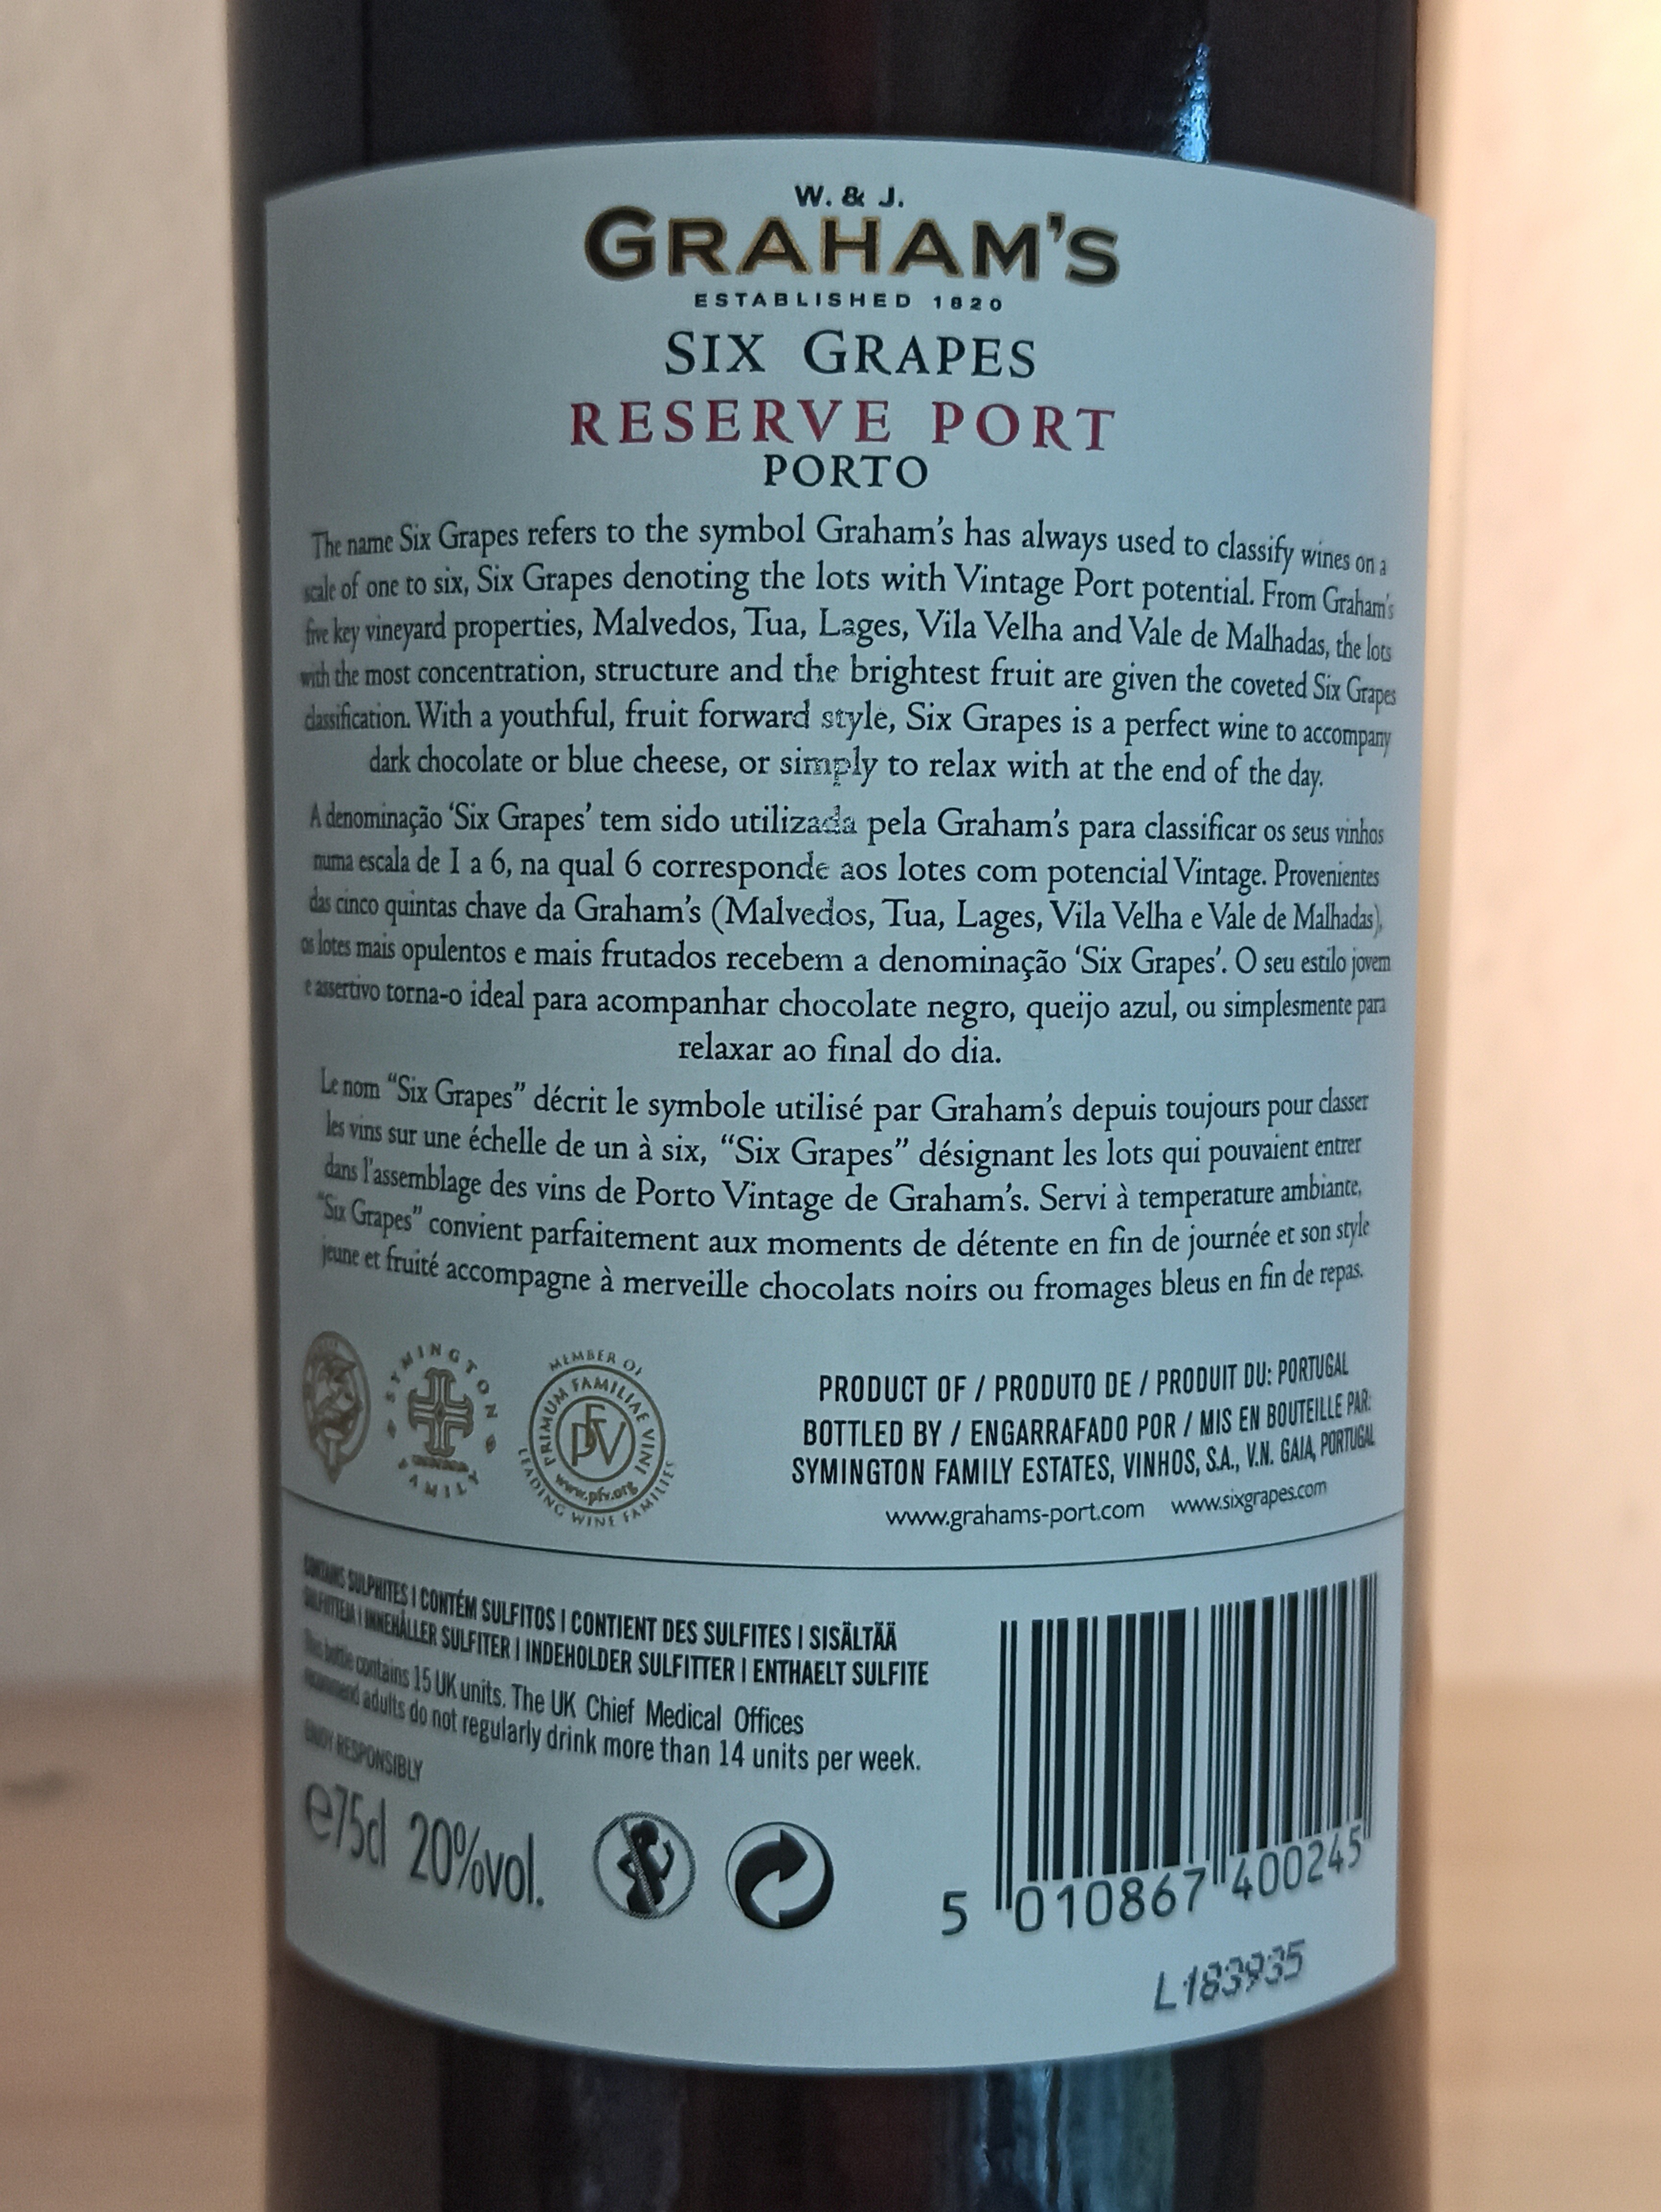 W. & J.
GRAHAM'S
ESTABLISHED 1820
SIX GRAPES
RESERVE PORT
PORTO
The name Six Grapes refers to the symbol Graham's has always used to classify wines on a
scale of one to six, Six Grapes denoting the lots with Vintage Port potential. From Graham's
five key vineyard properties, Malvedos, Tua, Lages, Vila Velha and Vale de Malhadas, the lots
with the most concentration, structure and the brightest fruit are given the coveted Six Grapes
classification. With a youthful, fruit forward style, Six Grapes is a perfect wine to accompany
dark chocolate or blue cheese, or simply to relax with at the end of the day.
A denominação 'Six Grapes' tem sido utilizada pela Graham's para classificar os seus vinhos
numa escala de 1 a 6, na qual 6 corresponde aos lotes com potencial Vintage. Provenientes
das cinco quintas chave da Graham's (Malvedos, Tua, Lages, Vila Velha e Vale de Malhadas),
os lotes mais opulentos e mais frutados recebem a denominação 'Six Grapes'. O seu estilo jovem
e assertivo torna-o ideal para acompanhar chocolate negro, queijo azul, ou simplesmente para
relaxar ao final do dia.
Le nom “Six Grapes” décrit le symbole utilisé par Graham's depuis toujours pour classer
les vins sur une échelle de un à six, “Six Grapes” désignant les lots qui pouvaient entrer
dans l'assemblage des vins de Porto Vintage de Graham's. Servi à temperature ambiante,
“Six Grapes” convient parfaitement aux moments de détente en fin de journée et son style
jeune et fruité accompagne à merveille chocolats noirs ou fromages bleus en fin de repas.
SYMINGTON
FAMILY
MEMBER OF
PRIMUM FAMILIAE VINI
PFV
www.pfv.org
LEADING WINE FAMILIES
PRODUCT OF / PRODUTO DE / PRODUIT DU: PORTUGAL
BOTTLED BY / ENGARRAFADO POR / MIS EN BOUTEILLE PAR:
SYMINGTON FAMILY ESTATES, VINHOS, S.A., V.N. GAIA, PORTUGAL
www.grahams-port.com www.sixgrapes.com
CONTAINS SULPHITES | CONTÉM SULFITOS | CONTIENT DES SULFITES | SISÄLTÄÄ
SULFIITTEJA | INNEHÅLLER SULFITER | INDEHOLDER SULFITTER | ENTHAELT SULFITE
This bottle contains 15 UK units. The UK Chief Medical Offices
recommend adults do not regularly drink more than 14 units per week.
ENJOY RESPONSIBLY
e75cl 20%vol.
5 010867 400245
L183935